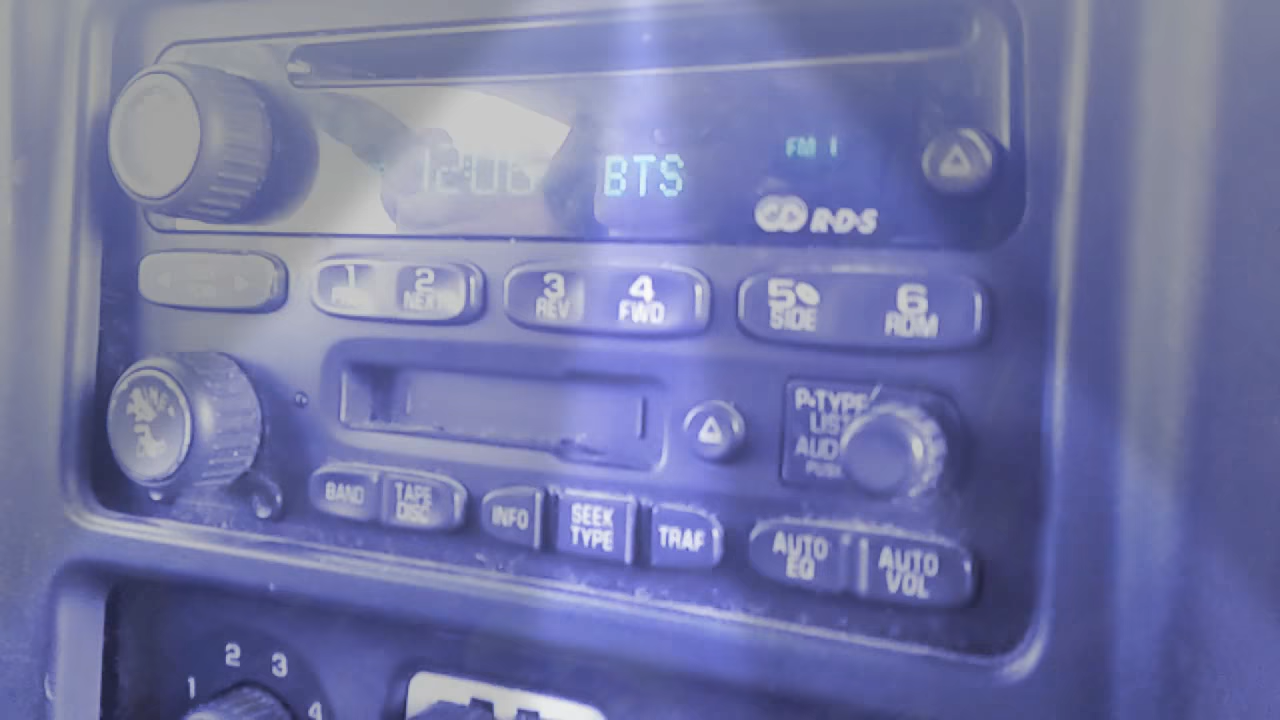 12:06 BTS FM 1
RDS
1 2 3 4 5 6
NEXT REV FWD SIDE RDM
P-TYPE
LIST
PUSH
BAND TAPE DISC INFO SEEK TYPE TRAF AUTO EQ AUTO VOL
1 2 3 4